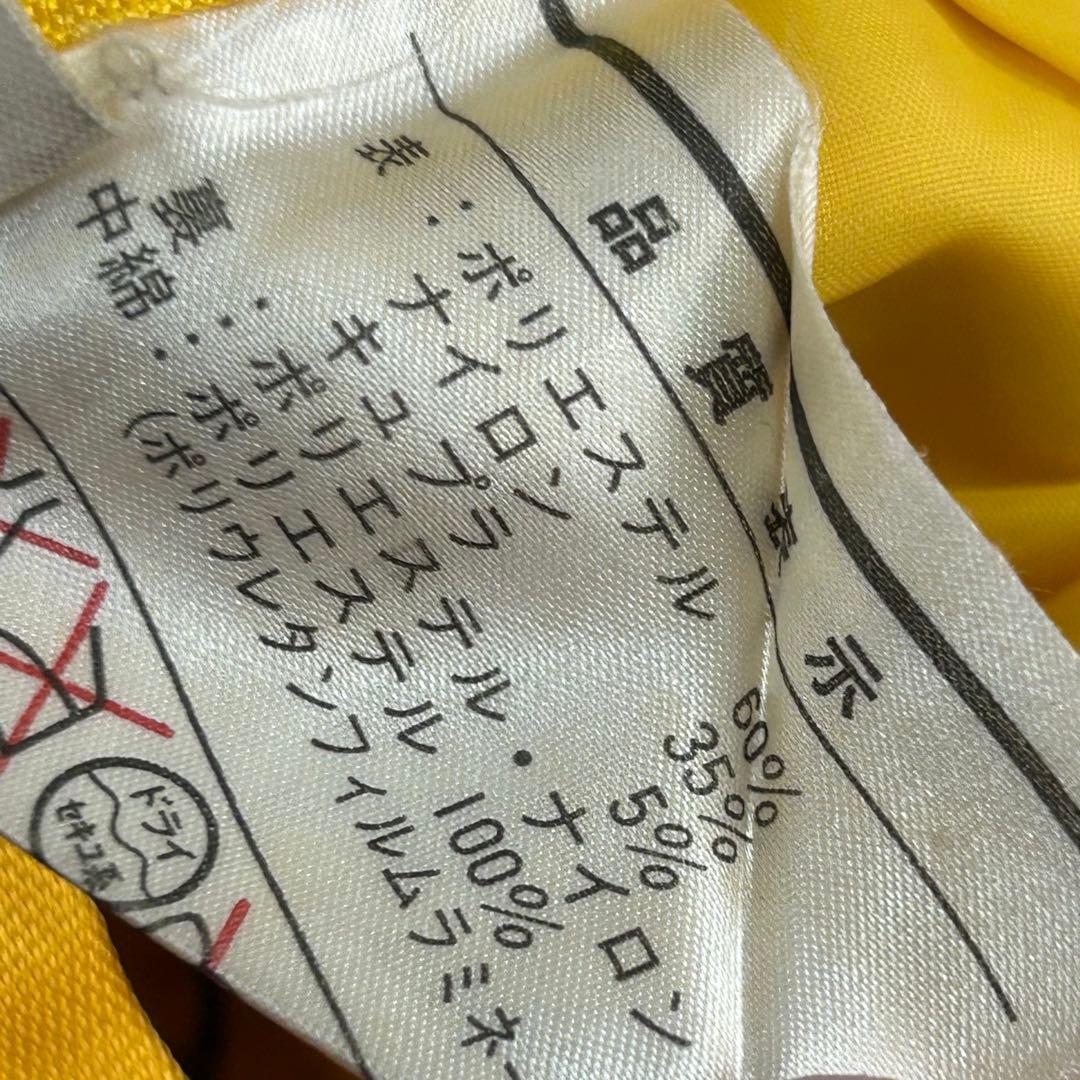 品質表示
表:ポリエステル 60%
ナイロン 35%
キュプラ 5%
裏:ポリエステル・ナイロン
中綿:ポリエステル 100%
(ポリウレタンフィルムラミネー
ドライ
セキユ系